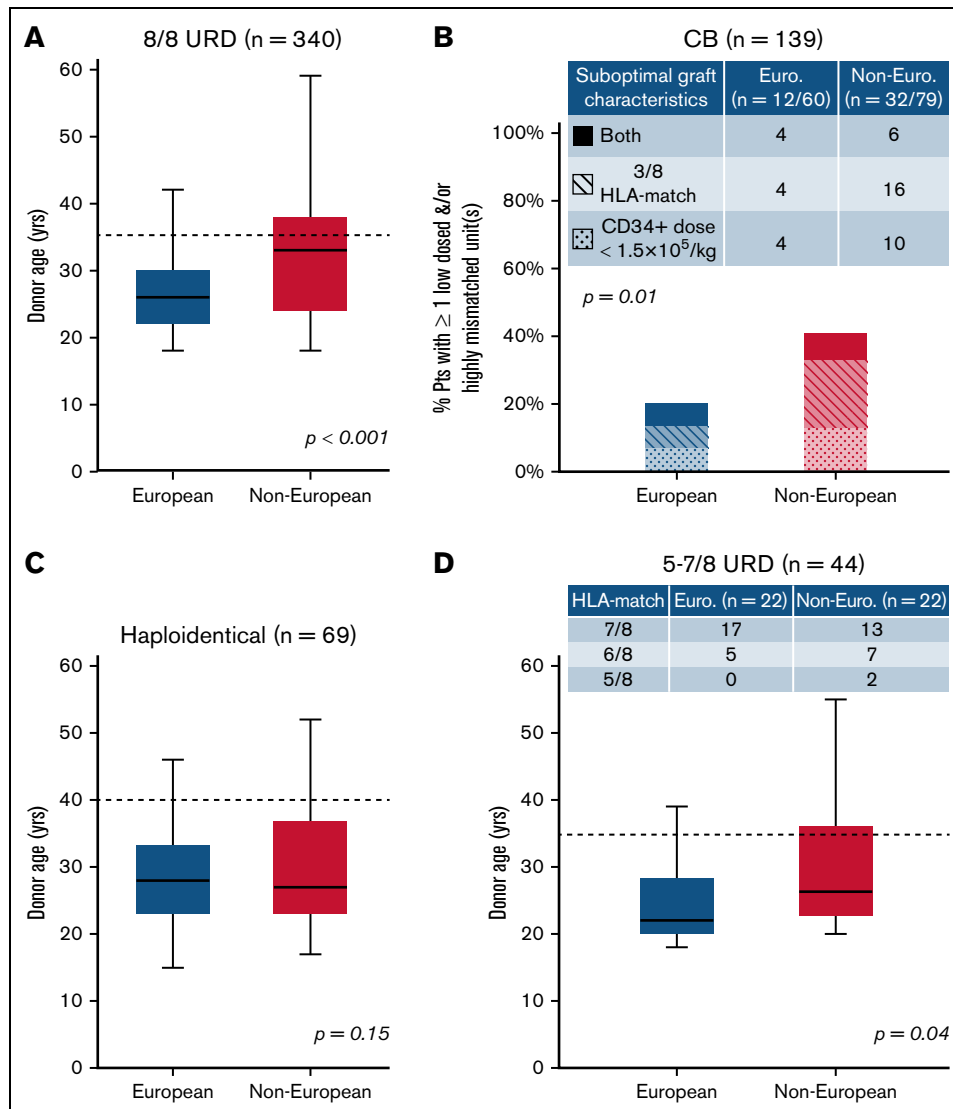 A
8/8 URD (n = 340)
60
50
40
30
20
10
0
Donor age (yrs)
p < 0.001
European
Non-European
B
CB (n = 139)
Suboptimal graft characteristics
Euro. (n = 12/60)
Non-Euro. (n = 32/79)
Both
4
6
3/8 HLA-match
4
16
CD34+ dose < 1.5×10⁵/kg
4
10
100%
80%
60%
40%
20%
0%
% Pts with ≥ 1 low dosed &/or
highly mismatched unit(s)
p = 0.01
European
Non-European
C
Haploidentical (n = 69)
60
50
40
30
20
10
0
Donor age (yrs)
p = 0.15
European
Non-European
D
5-7/8 URD (n = 44)
HLA-match
Euro. (n = 22)
Non-Euro. (n = 22)
7/8
17
13
6/8
5
7
5/8
0
2
60
50
40
30
20
10
0
Donor age (yrs)
p = 0.04
European
Non-European